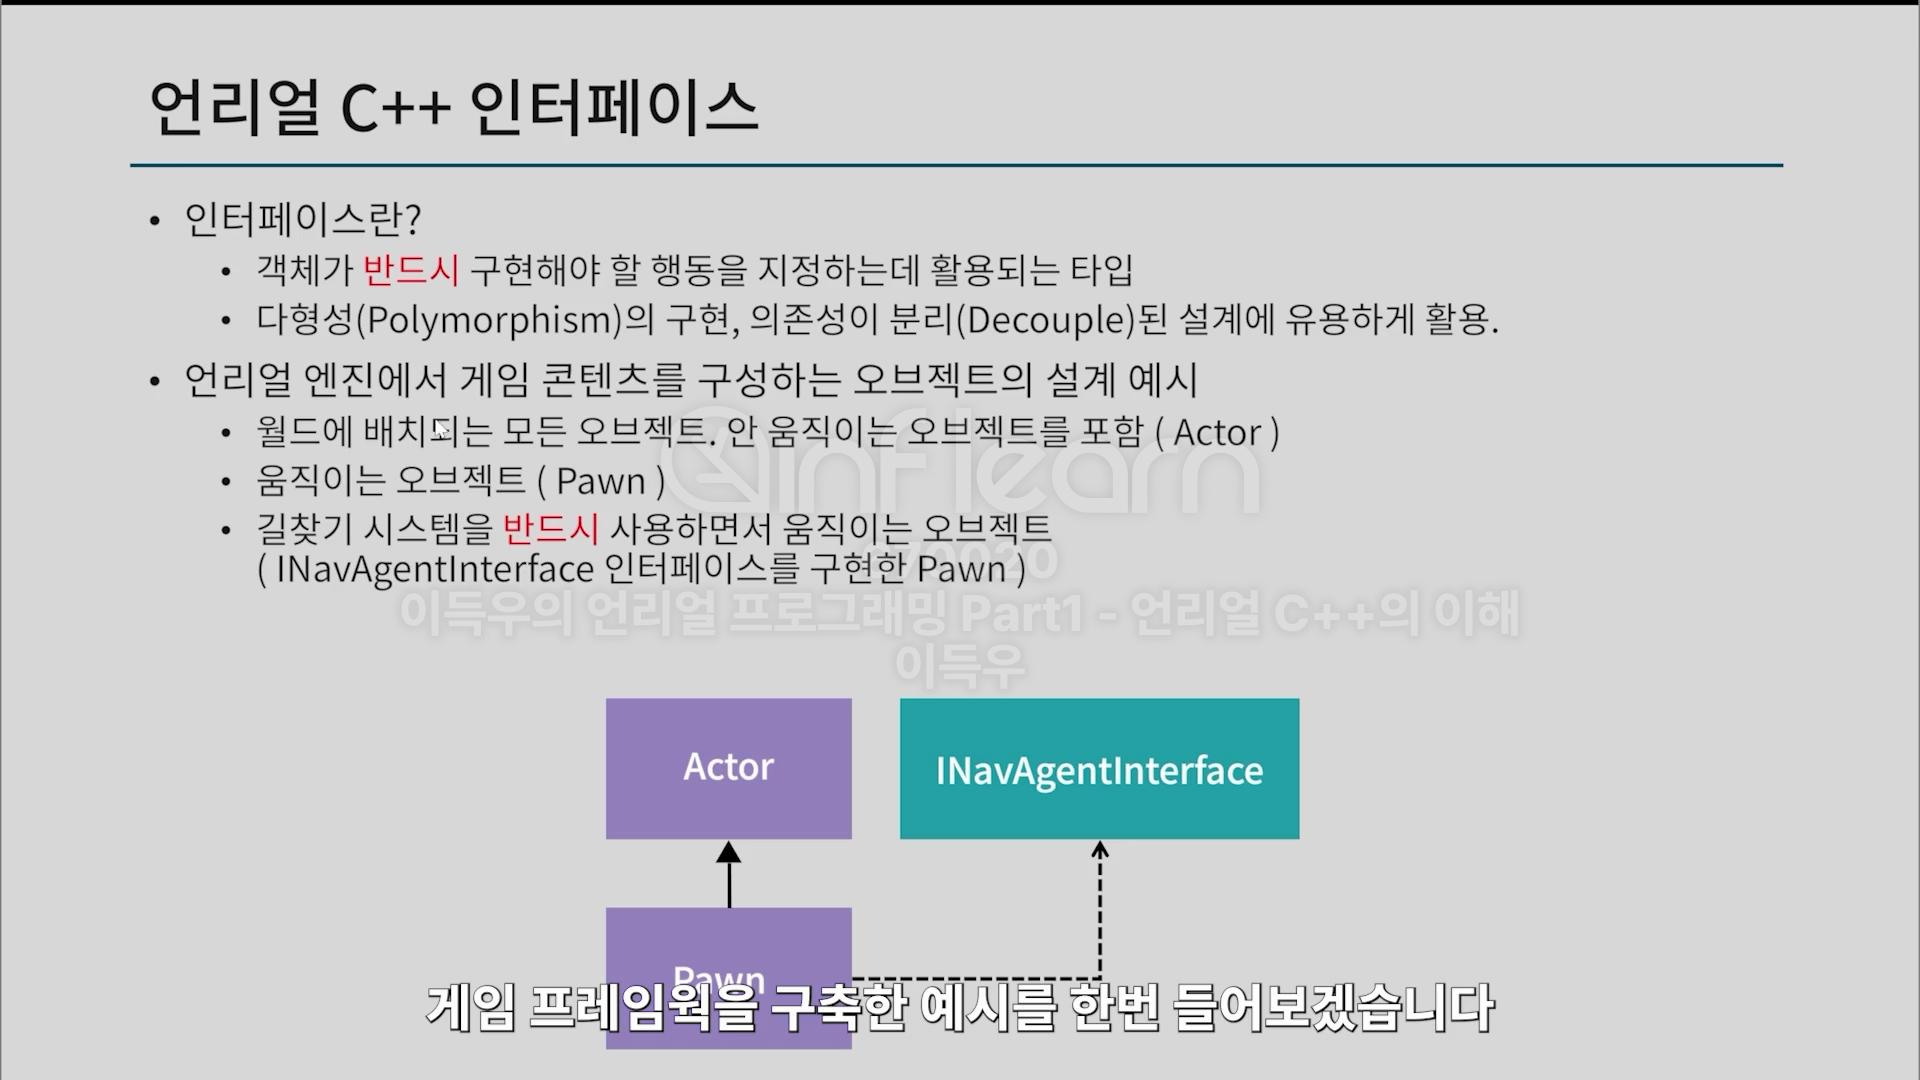 언리얼 C++ 인터페이스
• 인터페이스란?
• 객체가 반드시 구현해야 할 행동을 지정하는데 활용되는 타입
• 다형성(Polymorphism)의 구현, 의존성이 분리(Decouple)된 설계에 유용하게 활용.
• 언리얼 엔진에서 게임 콘텐츠를 구성하는 오브젝트의 설계 예시
• 월드에 배치되는 모든 오브젝트. 안 움직이는 오브젝트를 포함 ( Actor )
• 움직이는 오브젝트 ( Pawn )
• 길찾기 시스템을 반드시 사용하면서 움직이는 오브젝트
( INavAgentInterface 인터페이스를 구현한 Pawn )
inflearn
이득우의 언리얼 프로그래밍 Part1 - 언리얼 C++의 이해
이득우
Actor
INavAgentInterface
Pawn
게임 프레임웍을 구축한 예시를 한번 들어보겠습니다